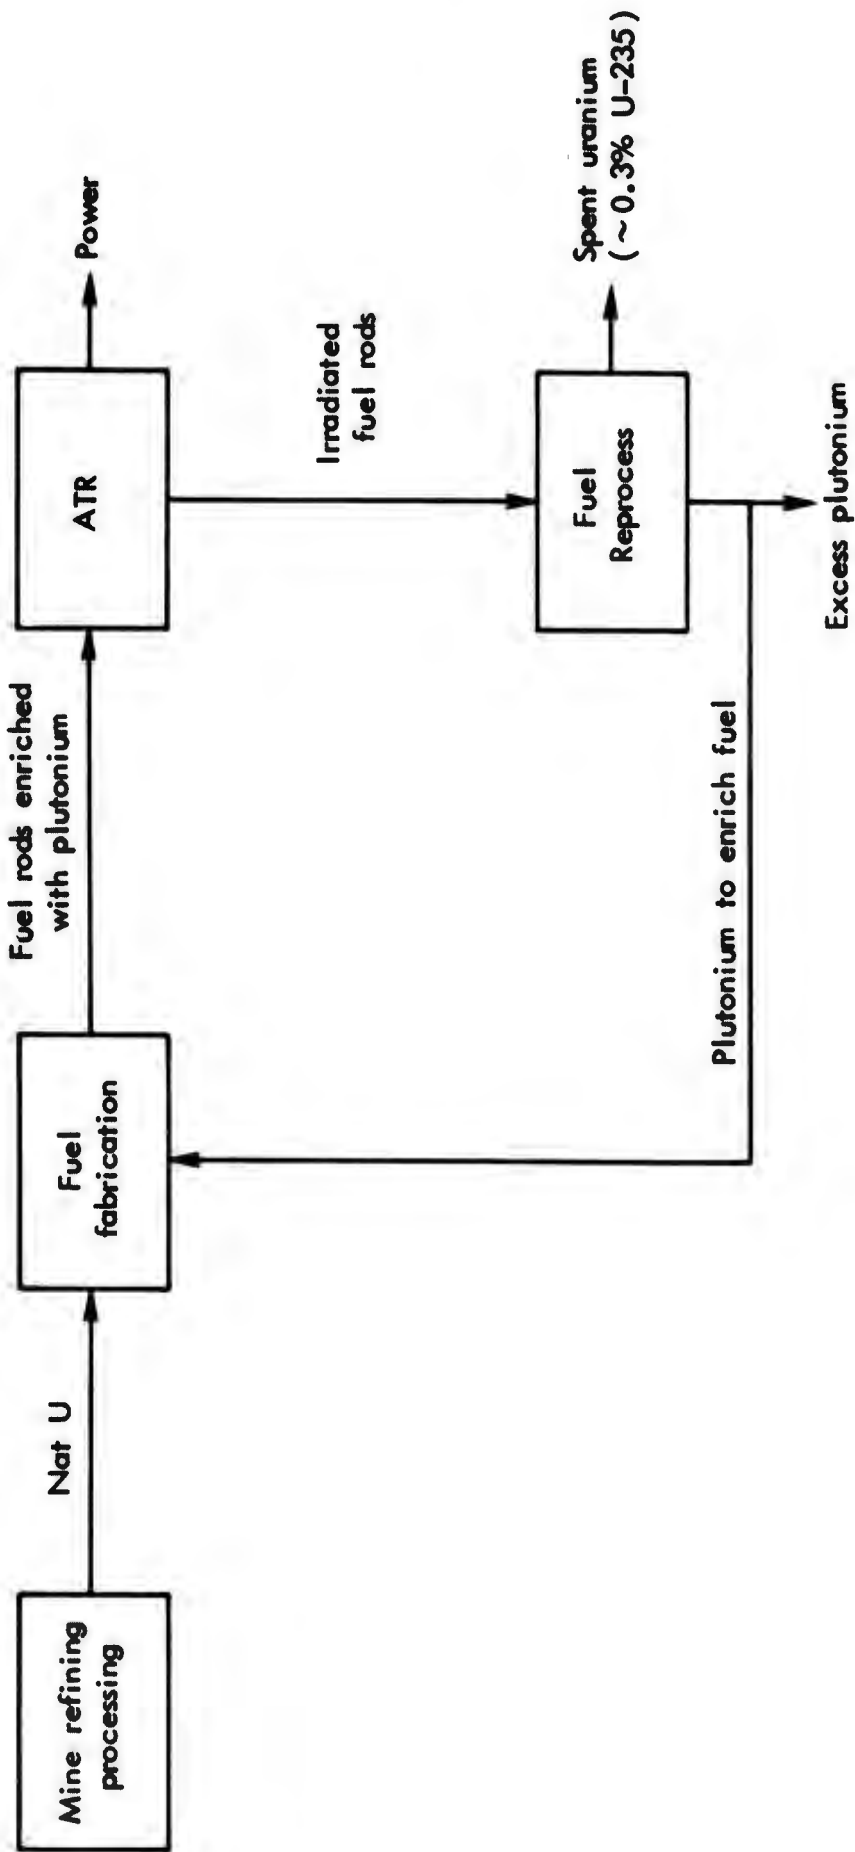 Mine refining
processing
Nat U
Fuel
fabrication
Fuel rods enriched
with plutonium
ATR
Power
Irradiated
fuel rods
Fuel
Reprocess
Spent uranium
(~0.3% U-235)
Plutonium to enrich fuel
Excess plutonium